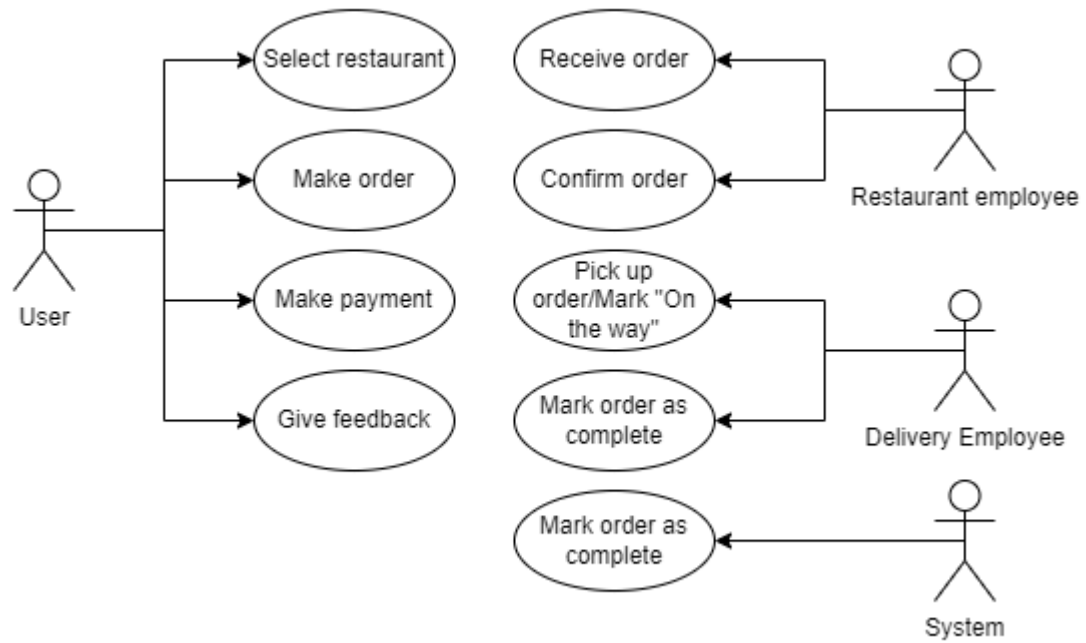 Select restaurant
Receive order
Make order
Confirm order
Restaurant employee
User
Make payment
Pick up
order/Mark "On
the way"
Give feedback
Mark order as
complete
Delivery Employee
Mark order as
complete
System